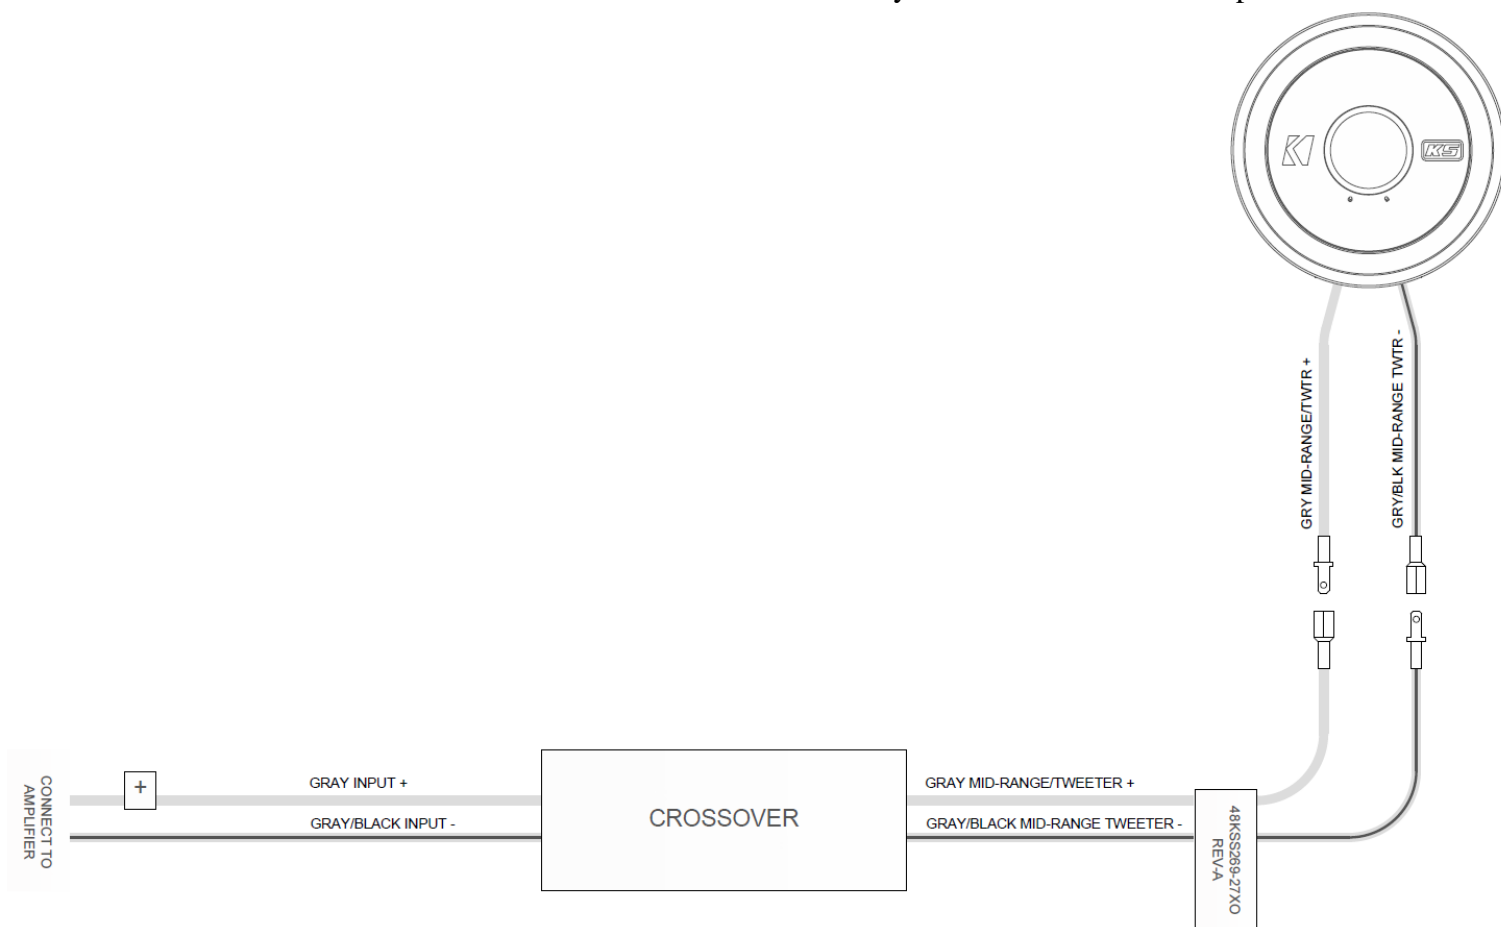 KS
GRY MID-RANGE/TWTR +
GRY/BLK MID-RANGE TWTR -
+
GRAY INPUT +
GRAY/BLACK INPUT -
CONNECT TO
AMPLIFIER
CROSSOVER
GRAY MID-RANGE/TWEETER +
GRAY/BLACK MID-RANGE TWEETER -
48KSS269-27XO
REV-A